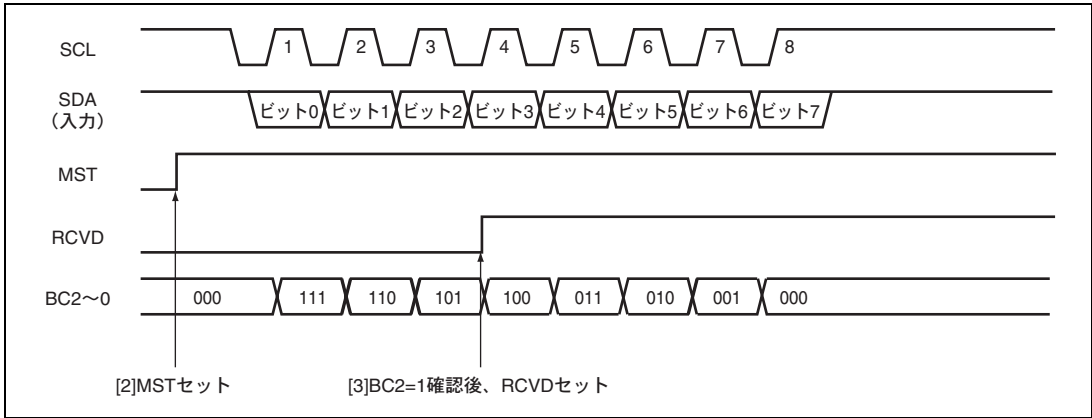 SCL 1 2 3 4 5 6 7 8
SDA
（入力） ビット0 ビット1 ビット2 ビット3 ビット4 ビット5 ビット6 ビット7
MST
RCVD
BC2～0 000 111 110 101 100 011 010 001 000
[2]MSTセット [3]BC2=1確認後、RCVDセット